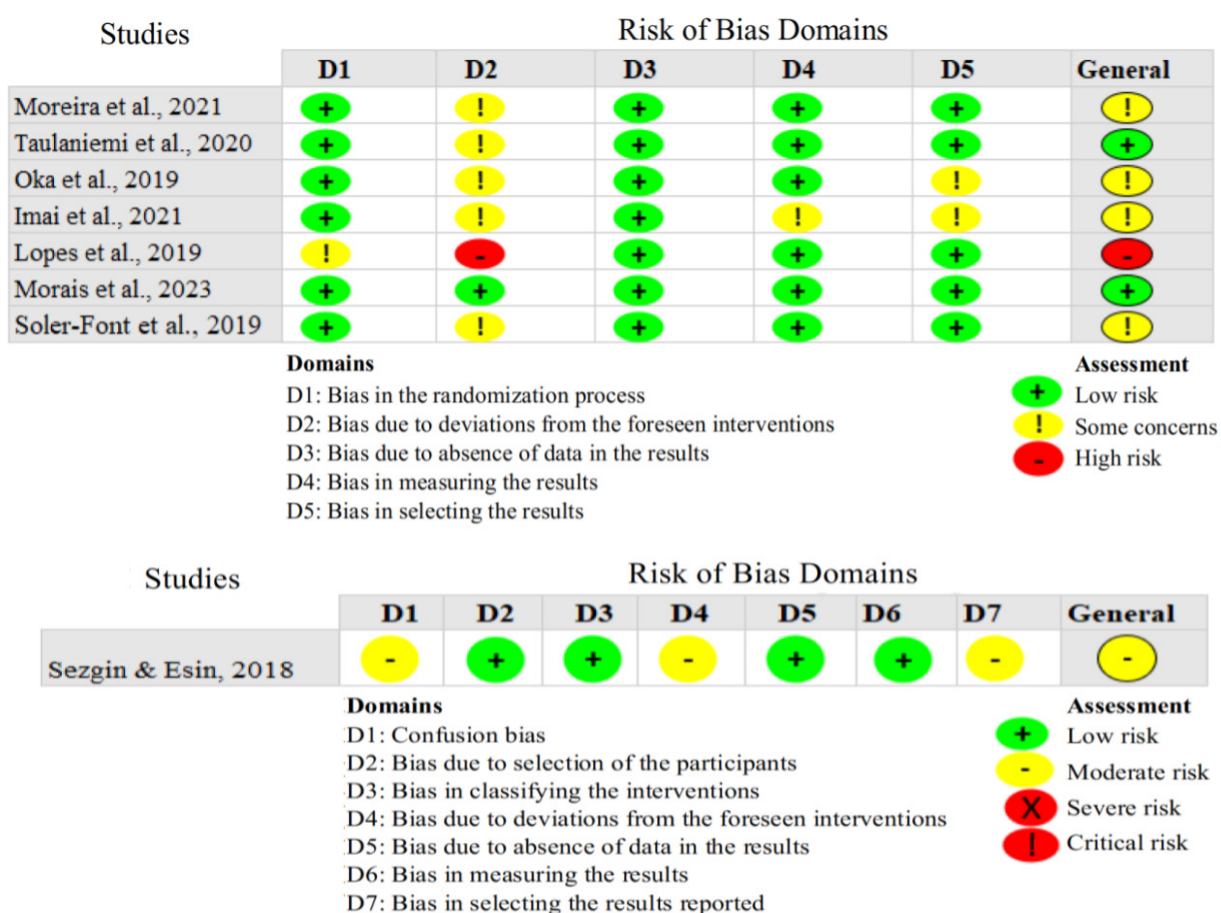 Studies Risk of Bias Domains
D1 D2 D3 D4 D5 General
Moreira et al., 2021 + ! + + + !
Taulaniemi et al., 2020 + ! + + + +
Oka et al., 2019 + ! + + ! !
Imai et al., 2021 + ! + ! ! !
Lopes et al., 2019 ! - + + + -
Morais et al., 2023 + + + + + +
Soler-Font et al., 2019 + ! + + + !
Domains
D1: Bias in the randomization process
D2: Bias due to deviations from the foreseen interventions
D3: Bias due to absence of data in the results
D4: Bias in measuring the results
D5: Bias in selecting the results
Assessment
+ Low risk
! Some concerns
- High risk
Studies Risk of Bias Domains
D1 D2 D3 D4 D5 D6 D7 General
Sezgin & Esin, 2018 - + + - + + - -
Domains
D1: Confusion bias
D2: Bias due to selection of the participants
D3: Bias in classifying the interventions
D4: Bias due to deviations from the foreseen interventions
D5: Bias due to absence of data in the results
D6: Bias in measuring the results
D7: Bias in selecting the results reported
Assessment
+ Low risk
- Moderate risk
X Severe risk
! Critical risk